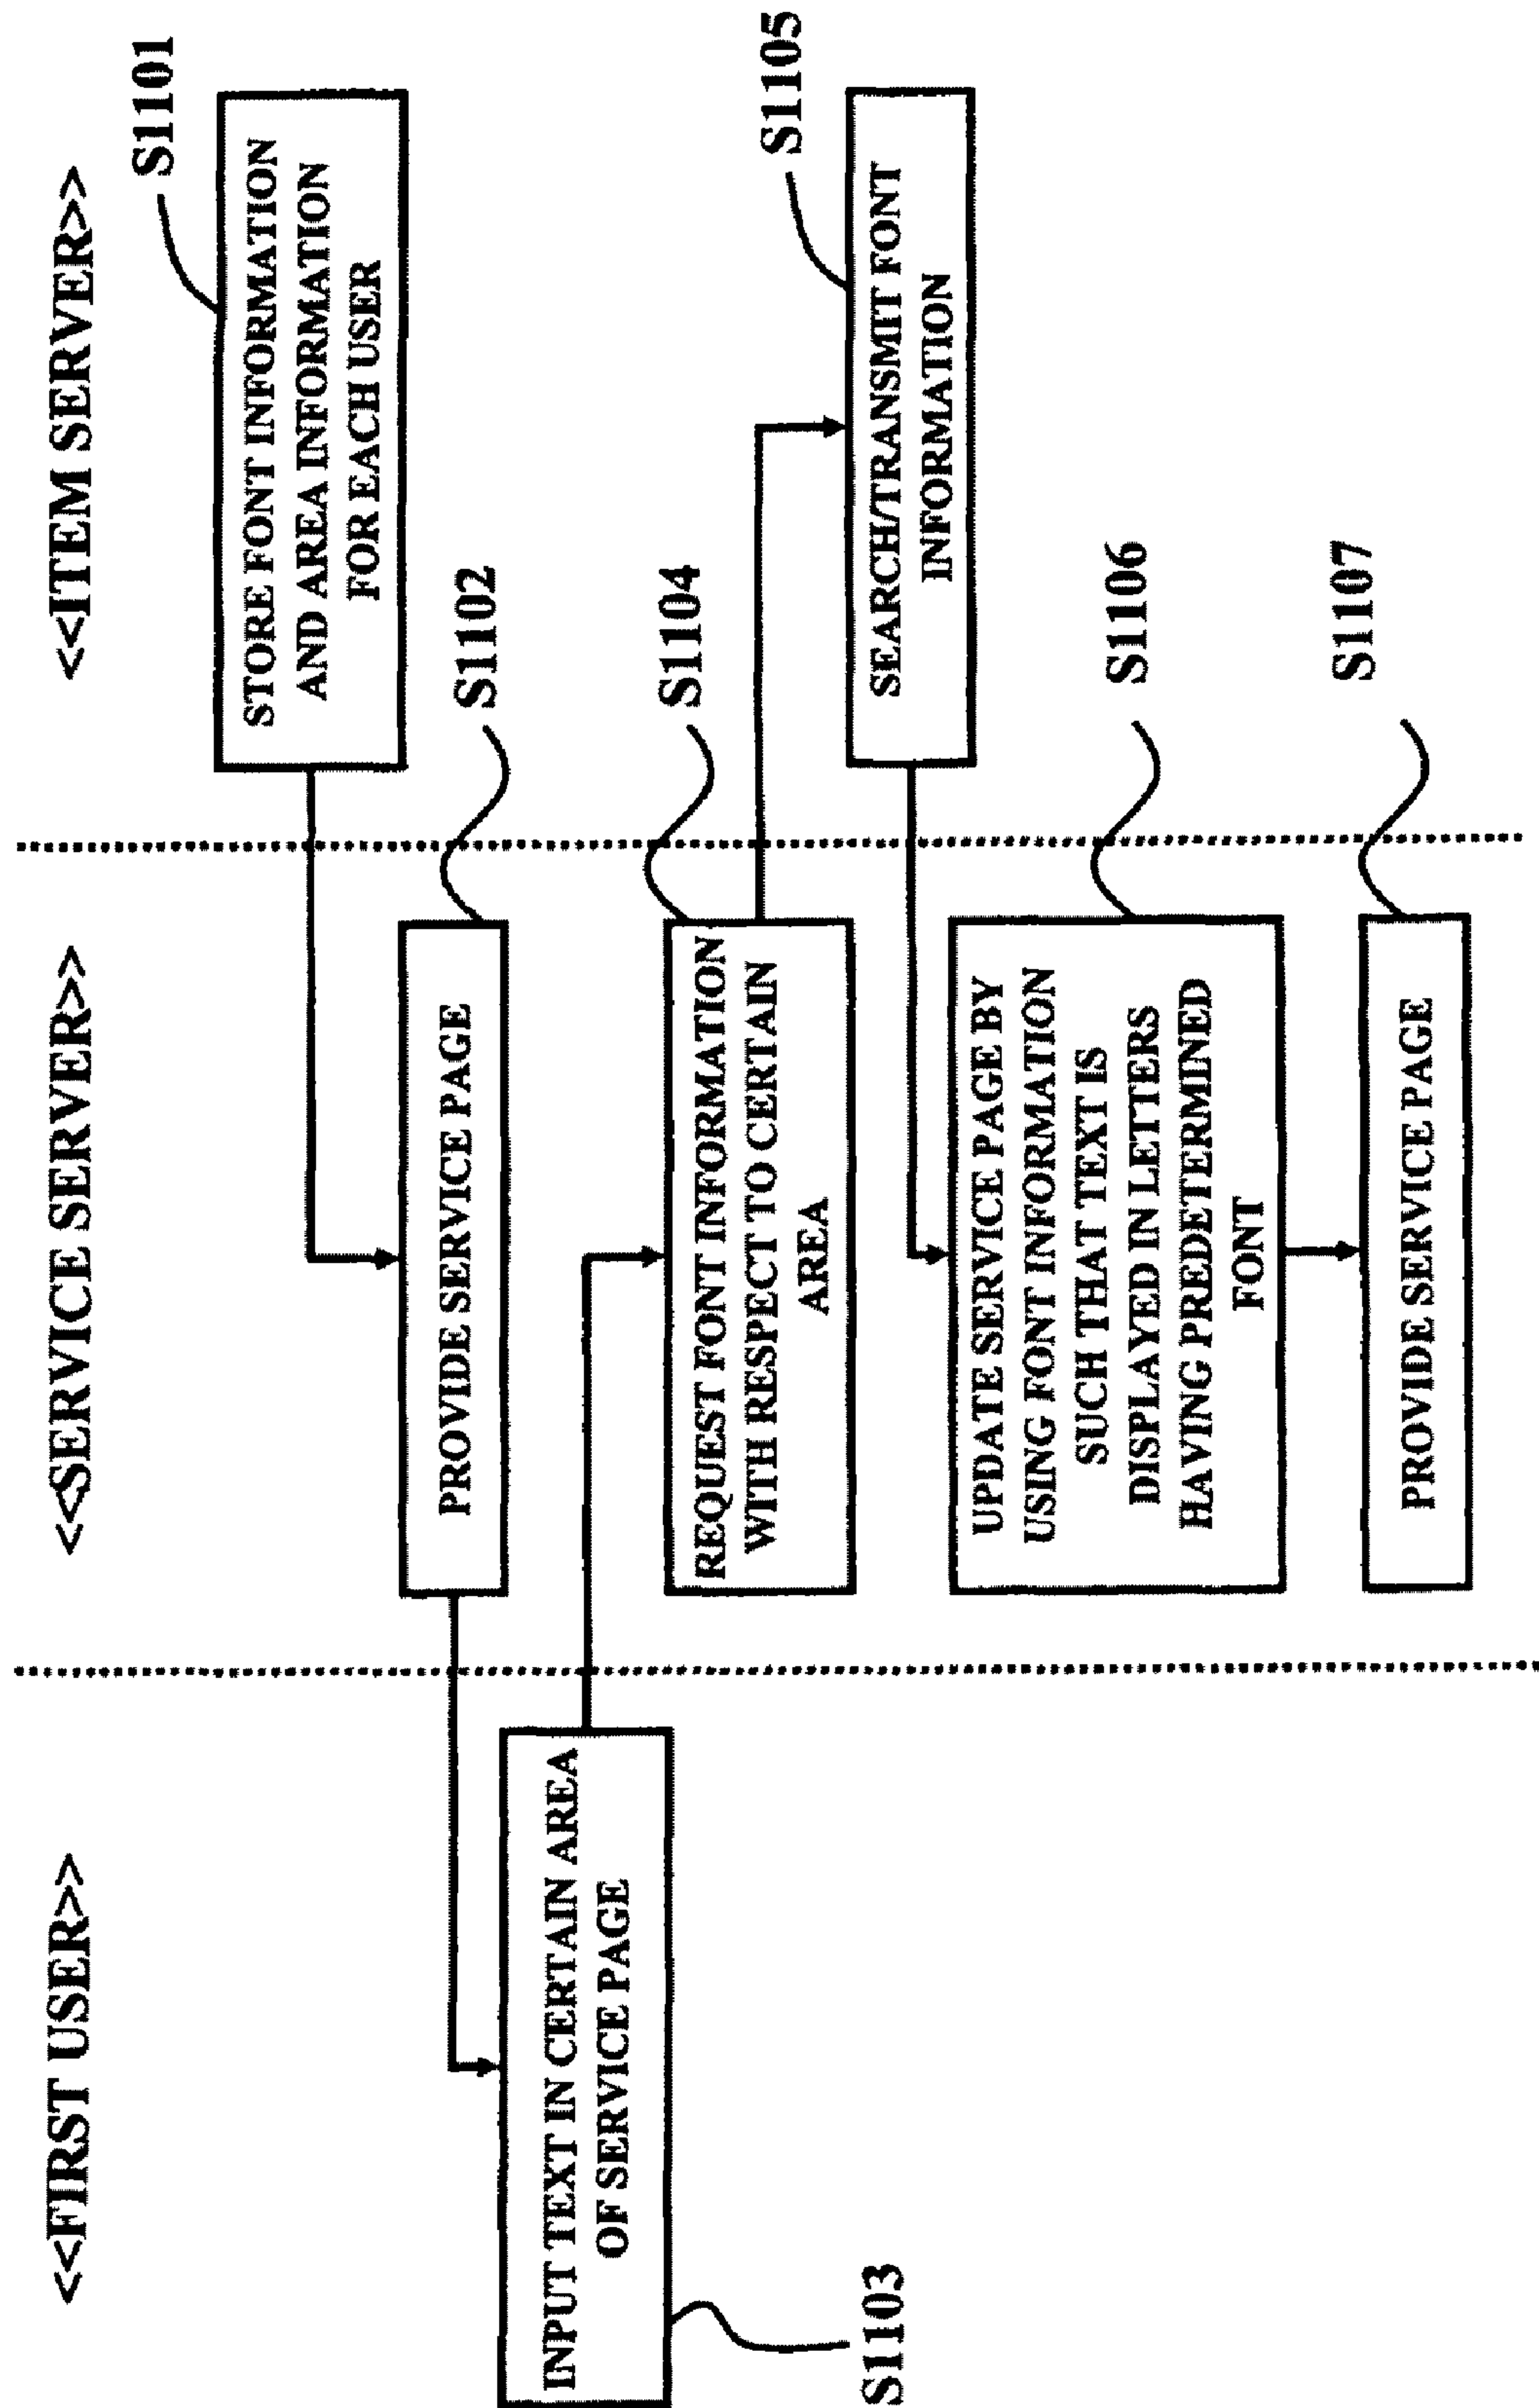 <<FIRST USER>>
<<SERVICE SERVER>>
<<ITEM SERVER>>
STORE FONT INFORMATION
AND AREA INFORMATION
FOR EACH USER
S1101
PROVIDE SERVICE PAGE
S1102
INPUT TEXT IN CERTAIN AREA
OF SERVICE PAGE
S1103
REQUEST FONT INFORMATION
WITH RESPECT TO CERTAIN
AREA
S1104
SEARCH/TRANSMIT FONT
INFORMATION
S1105
UPDATE SERVICE PAGE BY
USING FONT INFORMATION
SUCH THAT TEXT IS
DISPLAYED IN LETTERS
HAVING PREDETERMINED
FONT
S1106
PROVIDE SERVICE PAGE
S1107